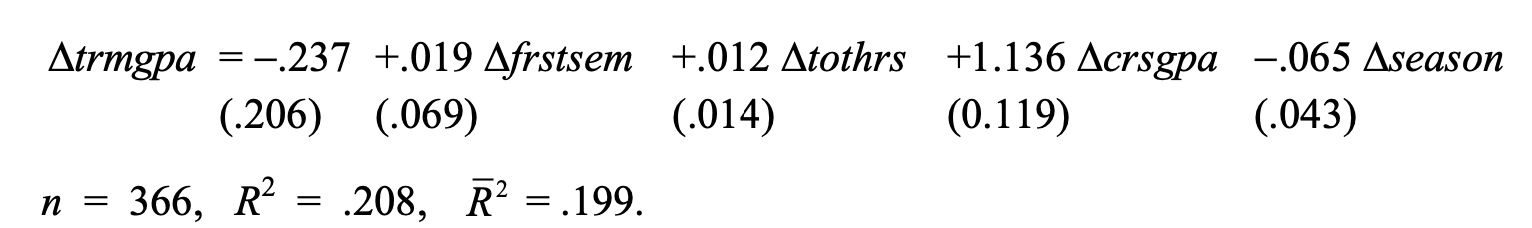 Δtrmgpa = –.237 +.019 Δfrstsem +.012 Δtothrs +1.136 Δcrsgpa –.065 Δseason
(.206) (.069) (.014) (0.119) (.043)
n = 366, R² = .208, R̅² = .199.